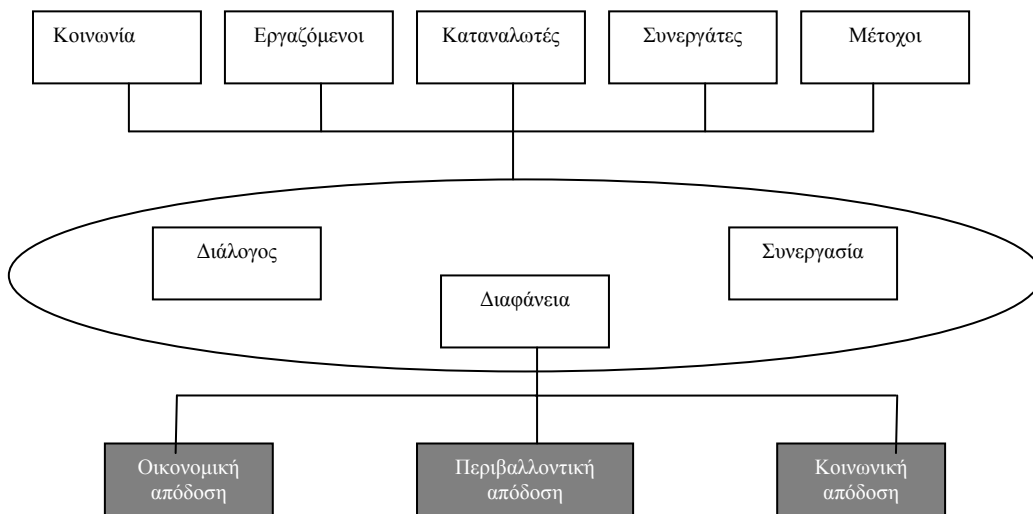 Κοινωνία
Εργαζόμενοι
Καταναλωτές
Συνεργάτες
Μέτοχοι
Διάλογος
Συνεργασία
Διαφάνεια
Οικονομική
απόδοση
Περιβαλλοντική
απόδοση
Κοινωνική
απόδοση